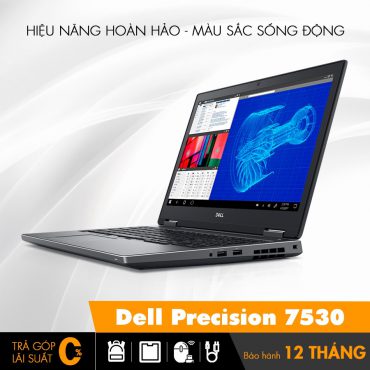 HIỆU NĂNG HOÀN HẢO - MÀU SẮC SỐNG ĐỘNG
DELL
Dell Precision 7530
TRẢ GÓP
LÃI SUẤT
0%
Bảo hành 12 THÁNG